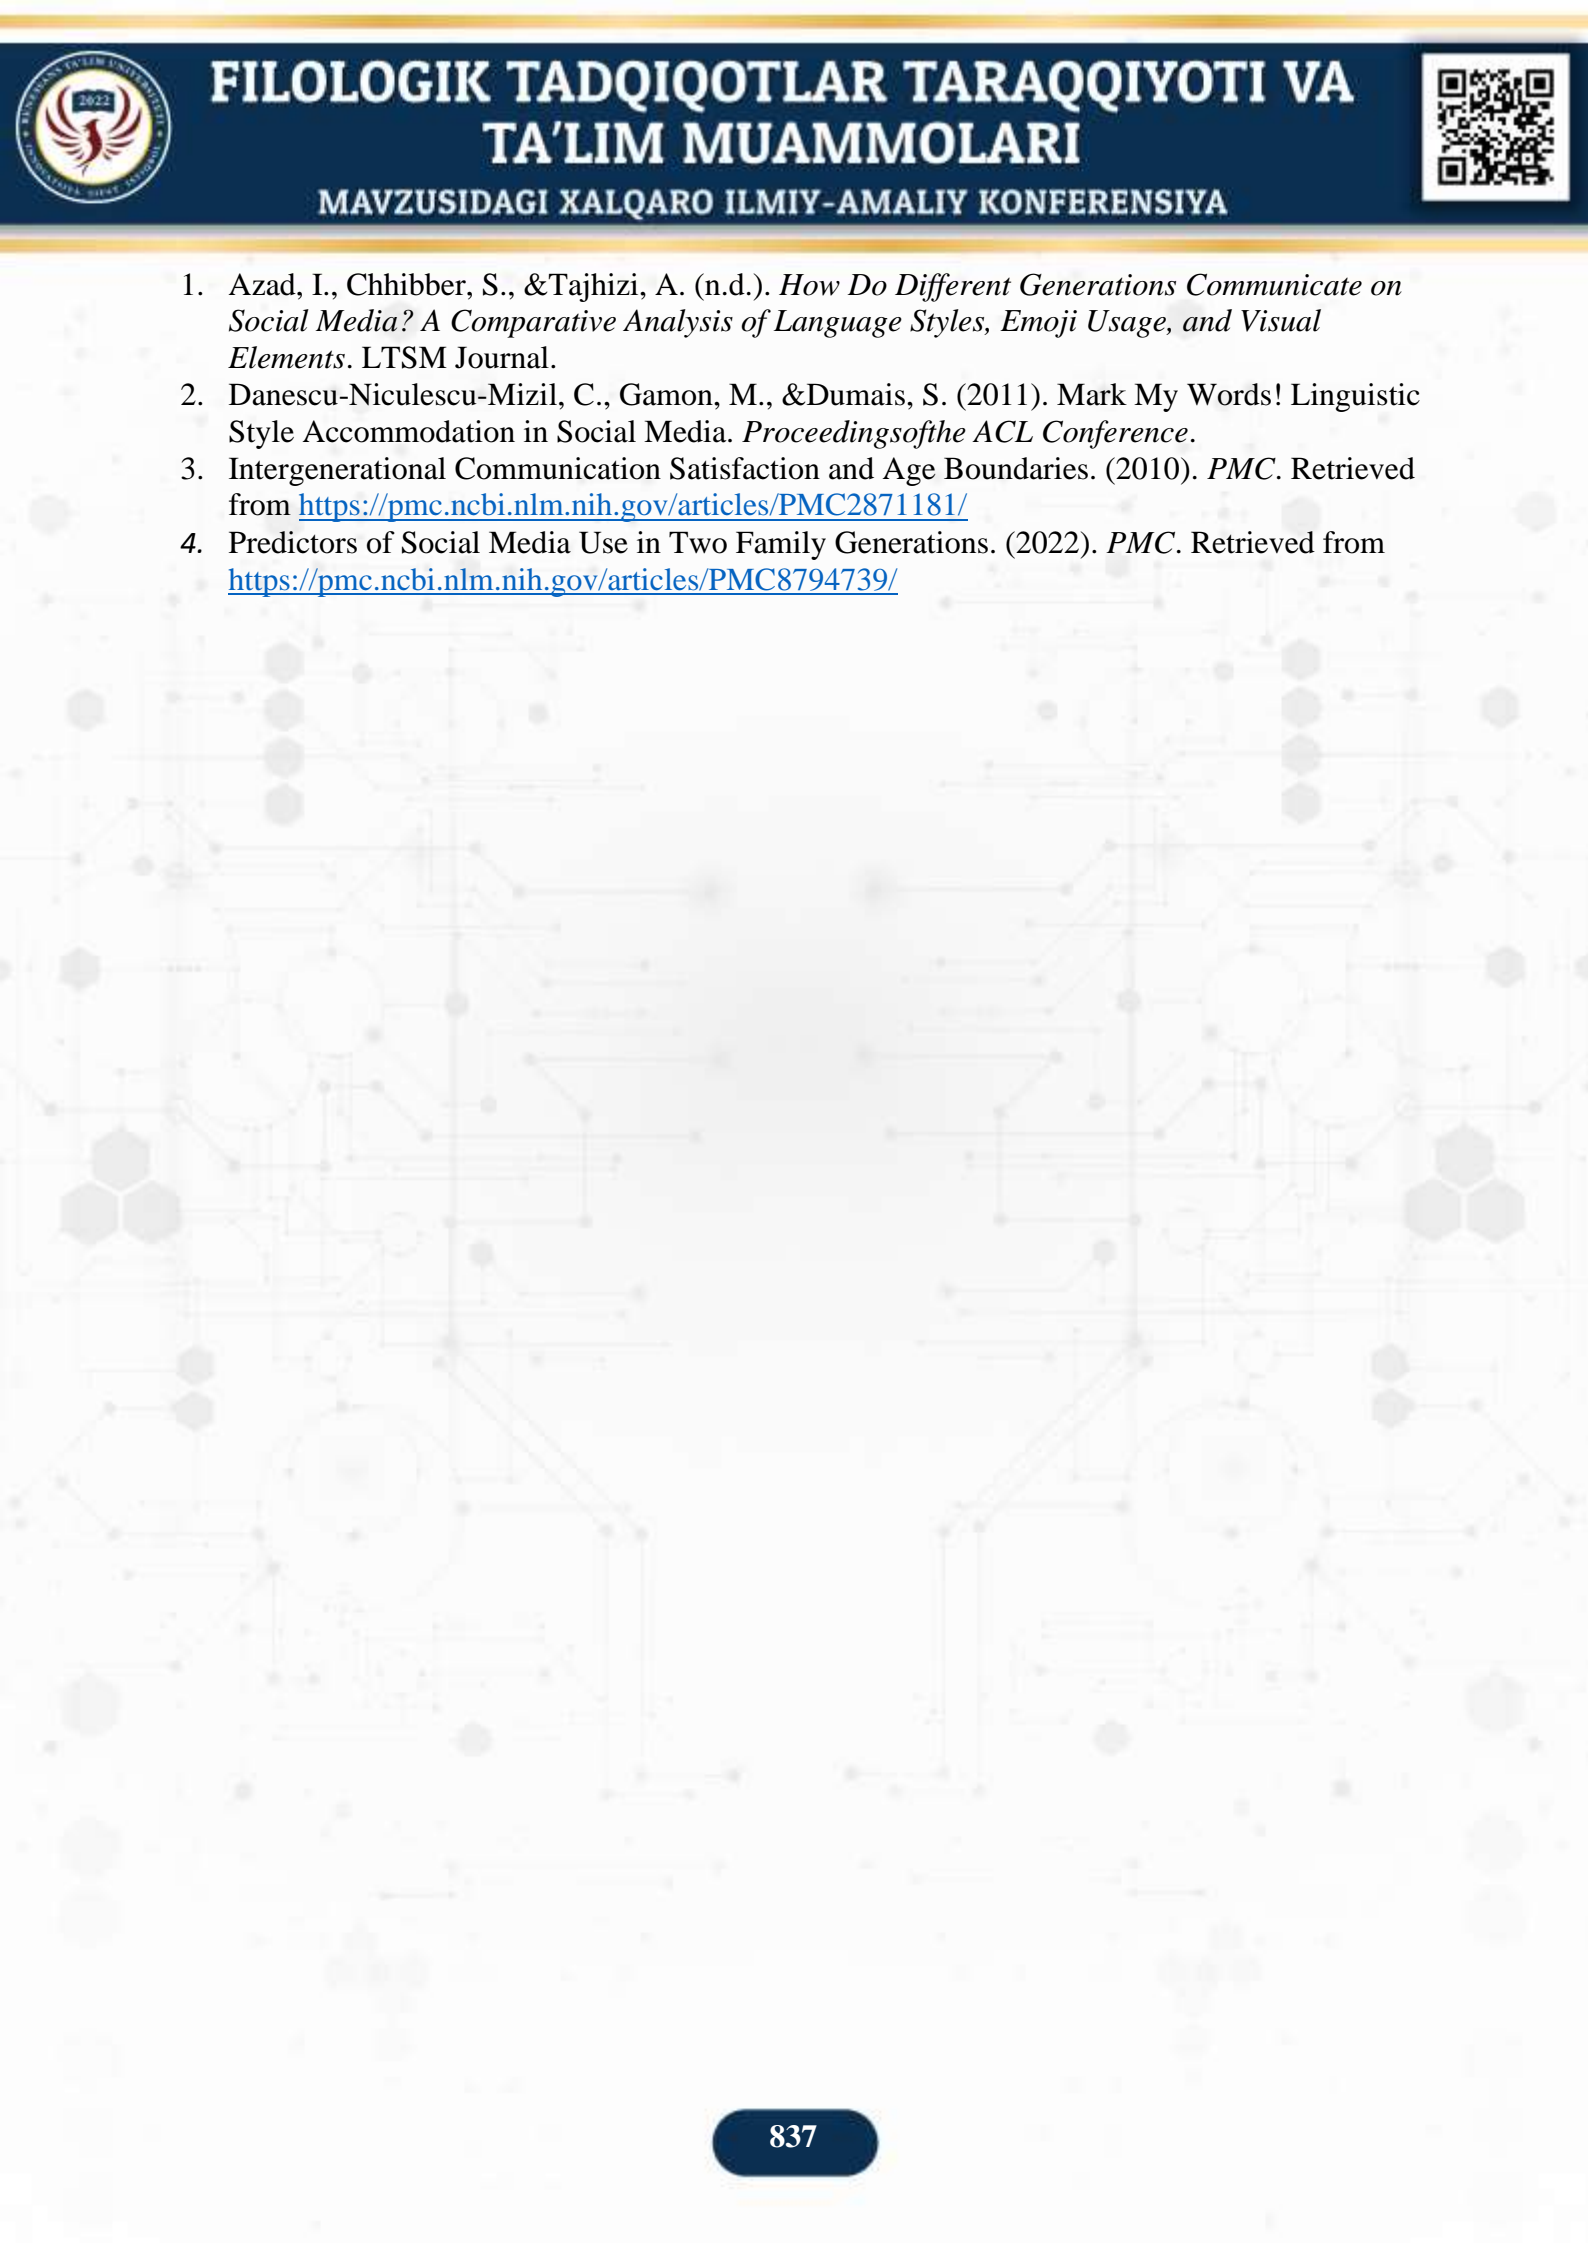 FILOLOGIK TADQIQOTLAR TARAQQIYOTI VA
TA’LIM MUAMMOLARI
MAVZUSIDAGI XALQARO ILMIY-AMALIY KONFERENSIYA
2022
1. Azad, I., Chhibber, S., &Tajhizi, A. (n.d.). How Do Different Generations Communicate on
Social Media? A Comparative Analysis of Language Styles, Emoji Usage, and Visual
Elements. LTSM Journal.
2. Danescu-Niculescu-Mizil, C., Gamon, M., &Dumais, S. (2011). Mark My Words! Linguistic
Style Accommodation in Social Media. Proceedingsofthe ACL Conference.
3. Intergenerational Communication Satisfaction and Age Boundaries. (2010). PMC. Retrieved
from https://pmc.ncbi.nlm.nih.gov/articles/PMC2871181/
4. Predictors of Social Media Use in Two Family Generations. (2022). PMC. Retrieved from
https://pmc.ncbi.nlm.nih.gov/articles/PMC8794739/
837